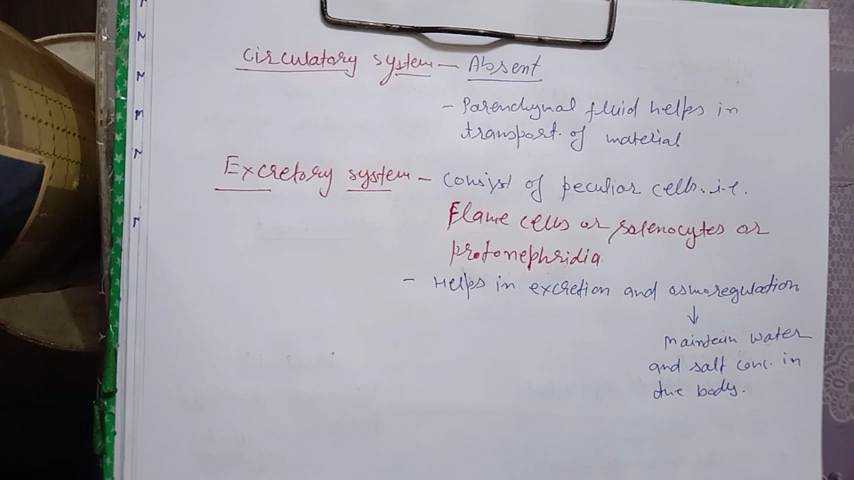 Circulatory system — Absent
- Parenchymal fluid helps in
transport of material
Excretory system — Consist of peculiar cells. i.e.
Flame cells or solenocytes or
protonephridia
- Helps in excretion and osmoregulation
↓
maintain water
and salt conc. in
the body.